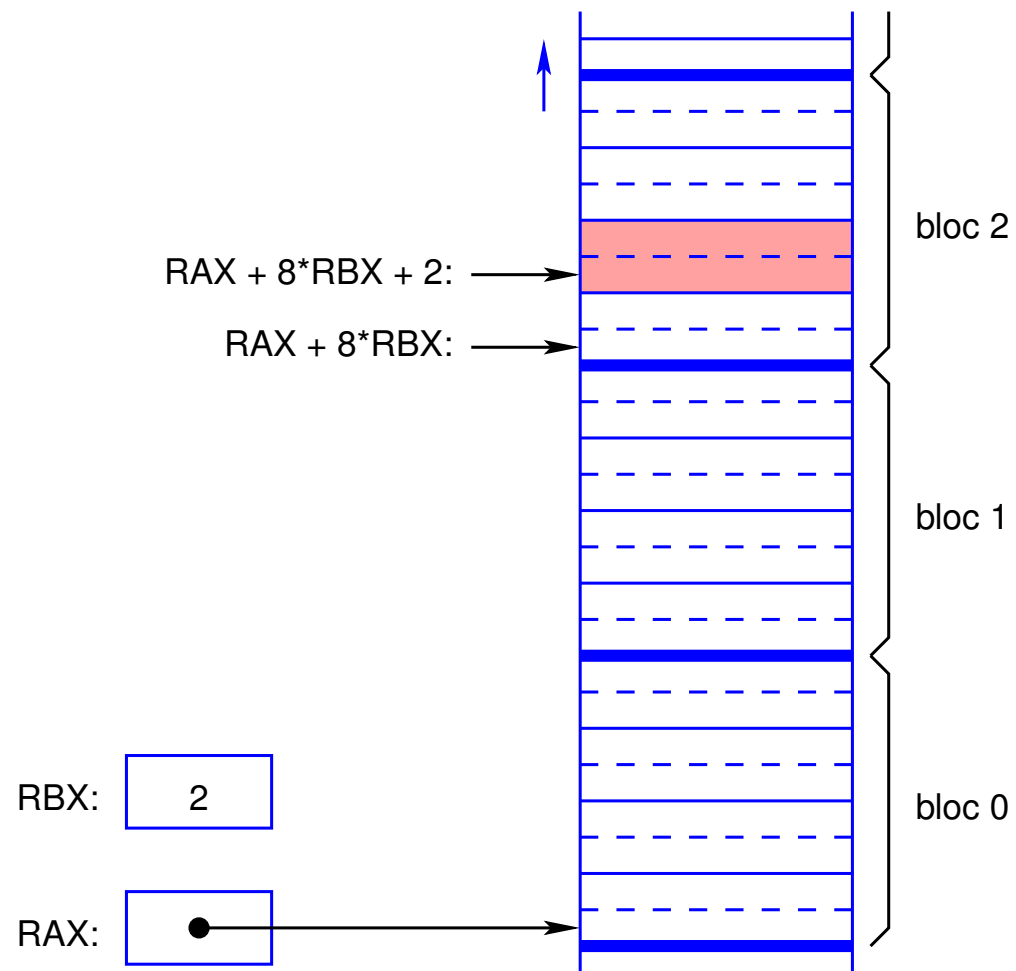 bloc 2
RAX + 8*RBX + 2:
RAX + 8*RBX:
bloc 1
RBX: 2
bloc 0
RAX: